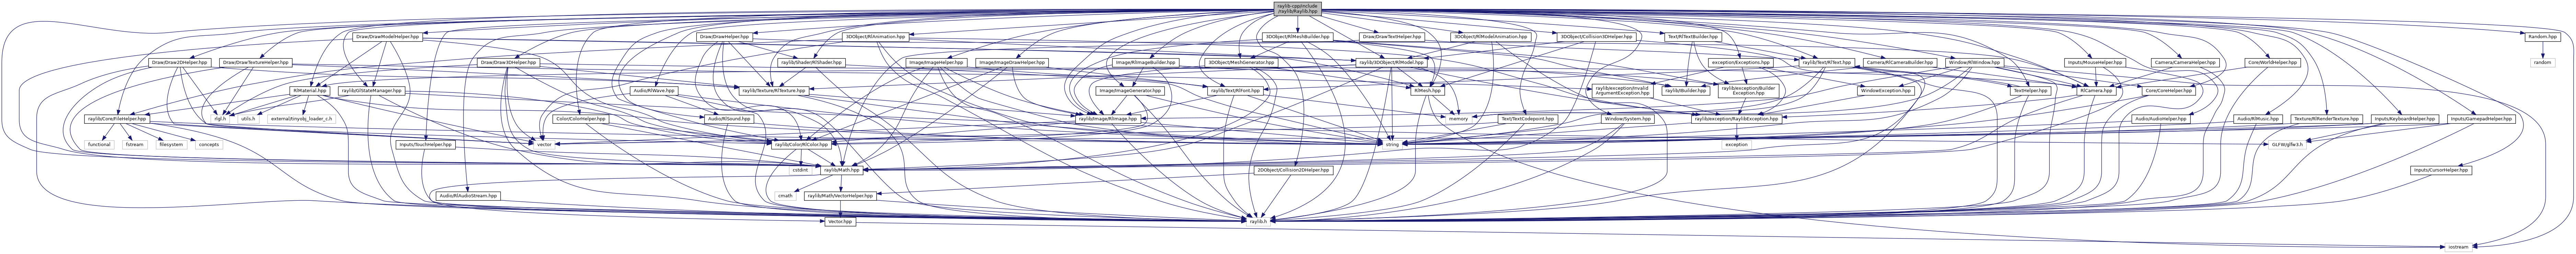 raylib-cpp/include
/raylib/Raylib.hpp
Draw/DrawModelHelper.hpp
Draw/DrawHelper.hpp
3DObject/RlAnimation.hpp
3DObject/RlMeshBuilder.hpp
Draw/DrawTextHelper.hpp
3DObject/RlModelAnimation.hpp
3DObject/Collision3DHelper.hpp
Text/RlTextBuilder.hpp
Random.hpp
Draw/Draw2DHelper.hpp
Draw/DrawTextureHelper.hpp
Draw/Draw3DHelper.hpp
raylib/Shader/RlShader.hpp
Image/ImageHelper.hpp
Image/ImageDrawHelper.hpp
Image/RlImageBuilder.hpp
3DObject/MeshGenerator.hpp
raylib/3DObject/RlModel.hpp
exception/Exceptions.hpp
raylib/Text/RlText.hpp
Camera/RlCameraBuilder.hpp
Window/RlWindow.hpp
Inputs/MouseHelper.hpp
Camera/CameraHelper.hpp
Core/WorldHelper.hpp
random
RlMaterial.hpp
raylib/GlStateManager.hpp
Audio/RlWave.hpp
raylib/Texture/RlTexture.hpp
Image/ImageGenerator.hpp
raylib/Text/RlFont.hpp
RlMesh.hpp
raylib/exception/Invalid
ArgumentException.hpp
raylib/IBuilder.hpp
raylib/exception/Builder
Exception.hpp
WindowException.hpp
TextHelper.hpp
RlCamera.hpp
Core/CoreHelper.hpp
raylib/Core/FileHelper.hpp
rlgl.h
utils.h
external/tinyobj_loader_c.h
Color/ColorHelper.hpp
Audio/RlSound.hpp
raylib/Image/RlImage.hpp
memory
Text/TextCodepoint.hpp
Window/System.hpp
raylib/exception/RaylibException.hpp
Audio/AudioHelper.hpp
Audio/RlMusic.hpp
Texture/RlRenderTexture.hpp
Inputs/KeyboardHelper.hpp
Inputs/GamepadHelper.hpp
functional
fstream
filesystem
concepts
Inputs/TouchHelper.hpp
vector
raylib/Color/RlColor.hpp
string
exception
GLFW/glfw3.h
cstdint
raylib/Math.hpp
2DObject/Collision2DHelper.hpp
Inputs/CursorHelper.hpp
Audio/RlAudioStream.hpp
cmath
raylib/Math/VectorHelper.hpp
Vector.hpp
raylib.h
iostream